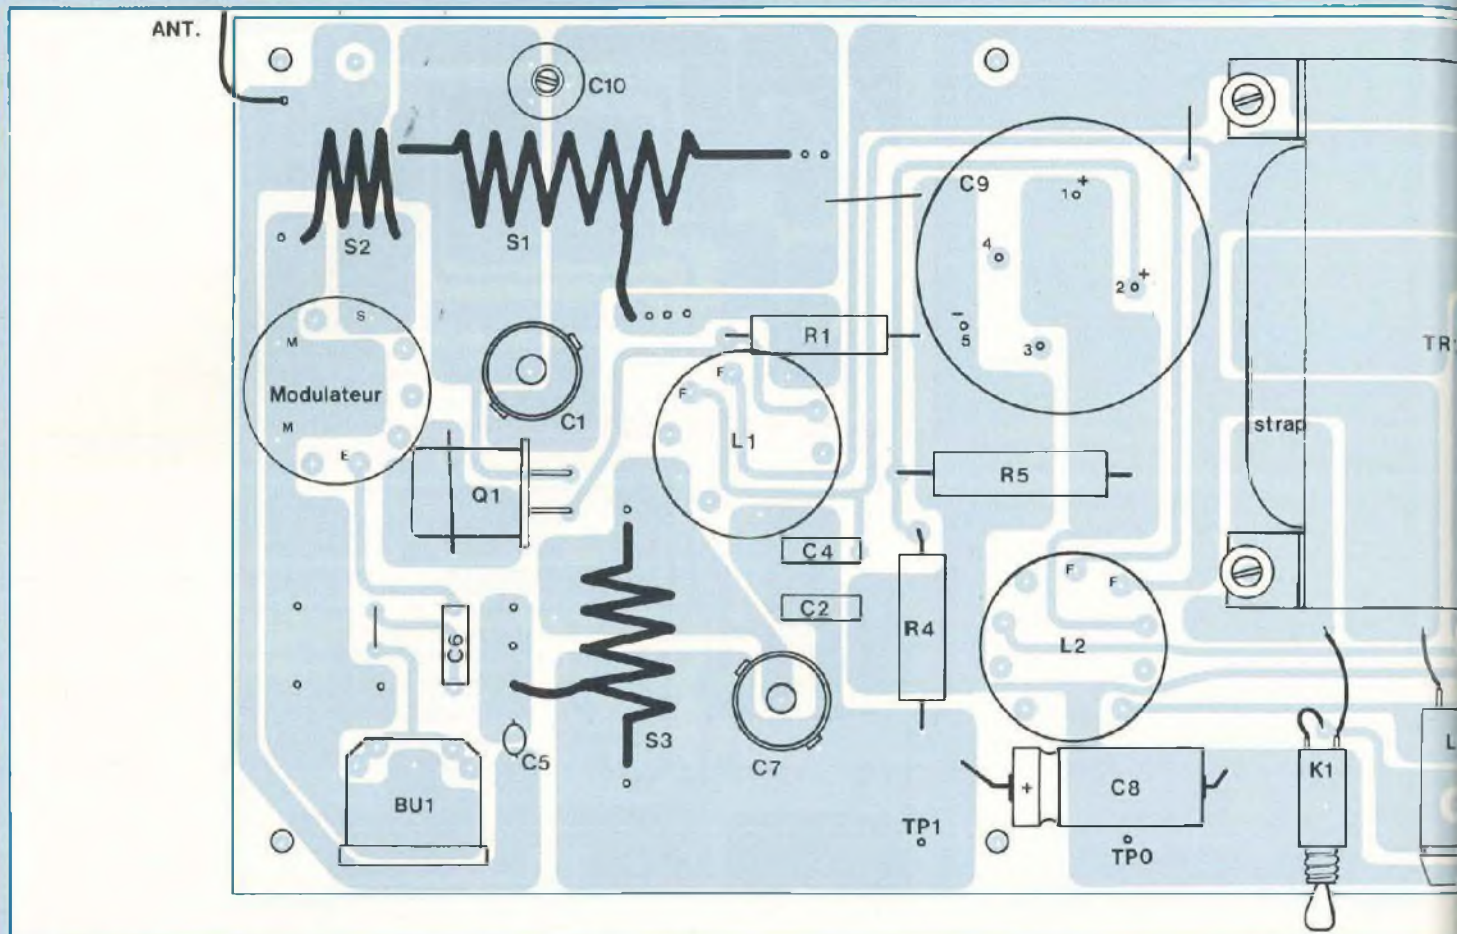 ANT.
C10
C9
1 +
S2
S1
4
2 +
S
M
R1
-
5
3
TR
Modulateur
F
F
C1
M
L1
strap
E
R5
Q1
C4
F
F
C2
R4
L2
C6
S3
C5
C7
K1
L
BU1
+
C8
TP1
TP0